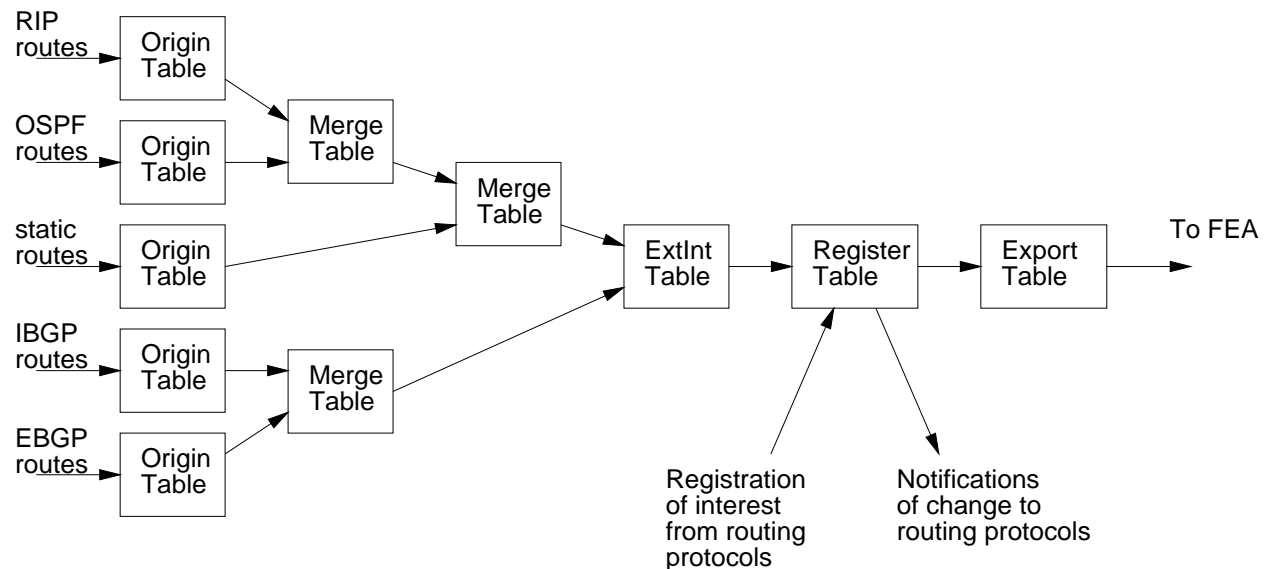 RIP
routes
Origin
Table
OSPF
routes
Origin
Table
Merge
Table
Merge
Table
static
routes
Origin
Table
ExtInt
Table
Register
Table
Export
Table
To FEA
IBGP
routes
Origin
Table
Merge
Table
EBGP
routes
Origin
Table
Registration
of interest
from routing
protocols
Notifications
of change to
routing protocols